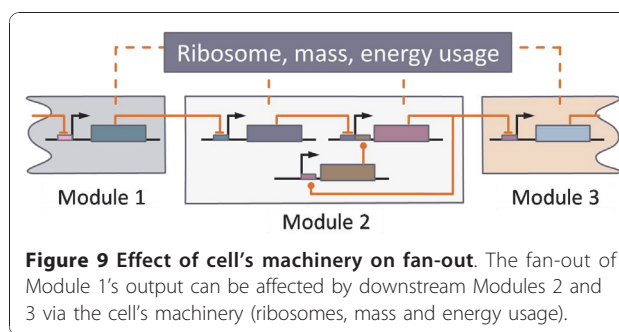 Ribosome, mass, energy usage
Module 1
Module 2
Module 3
Figure 9 Effect of cell's machinery on fan-out. The fan-out of
Module 1's output can be affected by downstream Modules 2 and
3 via the cell's machinery (ribosomes, mass and energy usage).